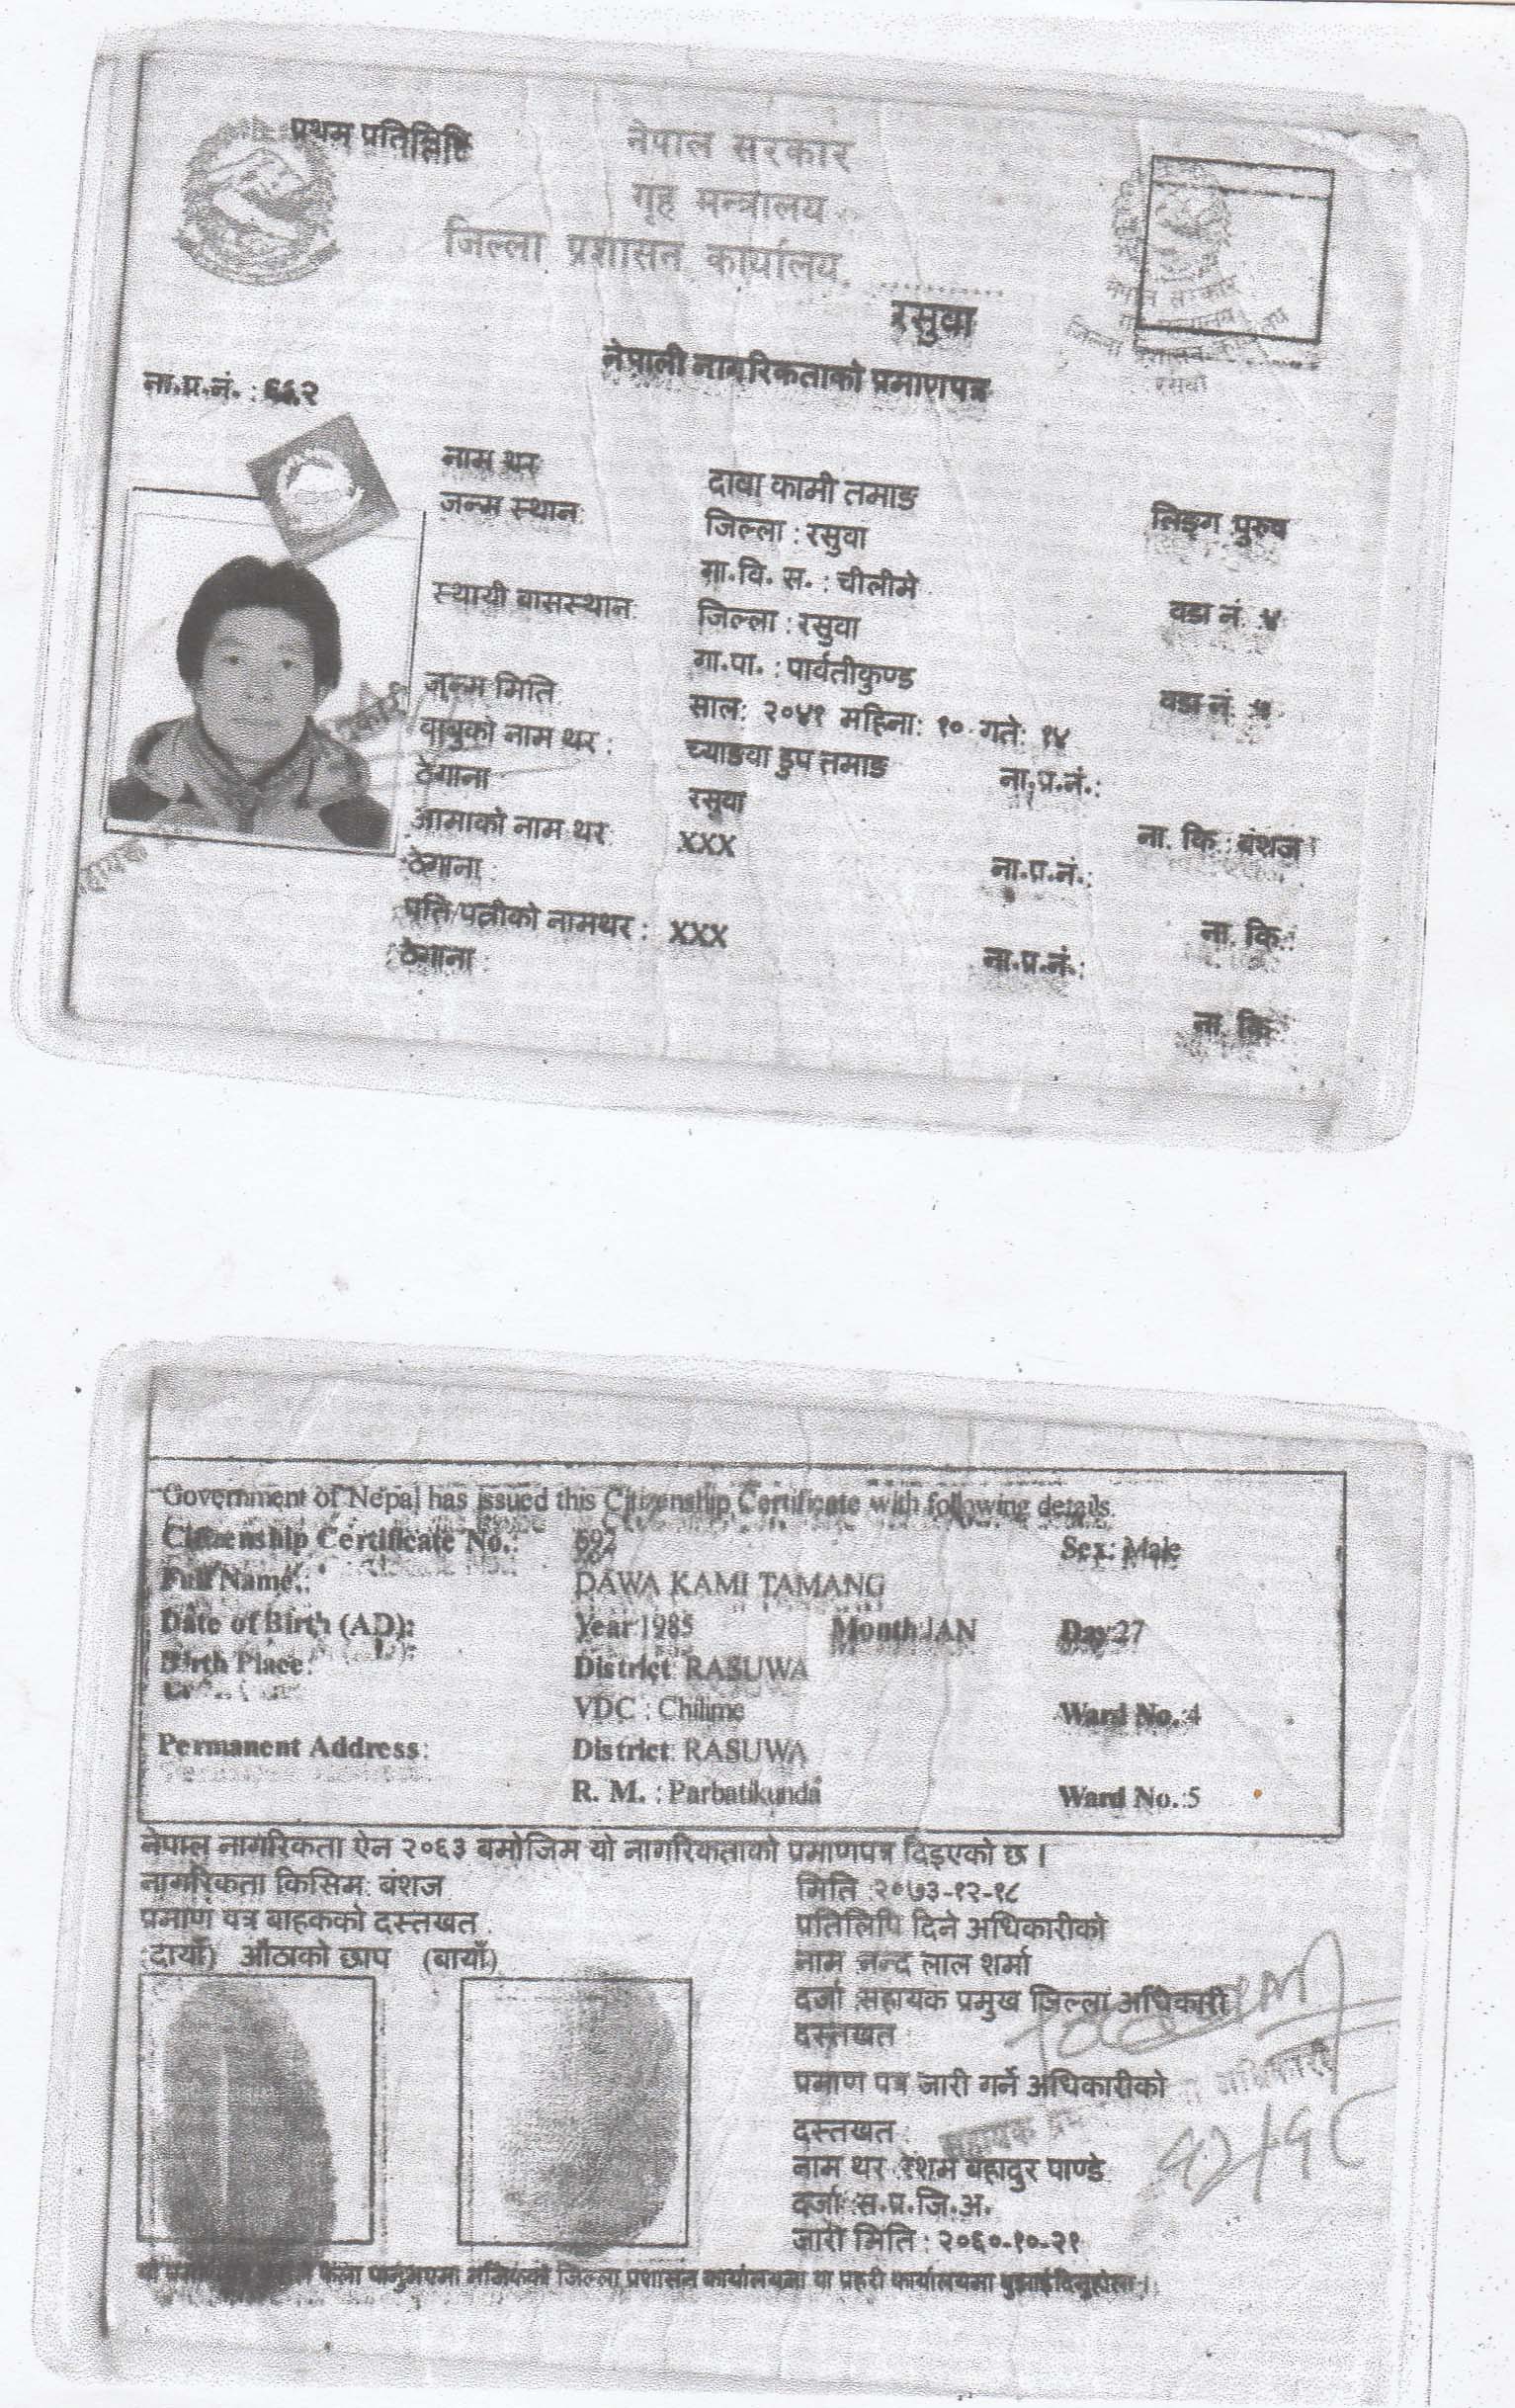 प्रथम प्रतिलिपि
नेपाल सरकार
गृह मन्त्रालय
जिल्ला प्रशासन कार्यालय, ............
रसुवा
नेपाली नागरिकताको प्रमाणपत्र
नेपाल सरकार
जिल्ला प्रशासन
रसुवा
ना.प्र.नं. :
नाम थर दावा कामी तमाङ लिङ्ग पुरुष
जन्म स्थान जिल्ला : रसुवा
गा.वि. स. : चीलीमे वडा नं. :४
स्थायी बासस्थान जिल्ला : रसुवा
गा.पा. : पार्वतीकुण्ड वडा नं. :५
जन्म मिति साल: २०४१ महिना: १० गते: १४
बाबुको नाम थर : च्याङवा डुप तमाङ ना.प्र.नं.:
ठेगाना रसुवा ना. कि : बंशज
आमाको नाम थर XXX ना.प्र.नं.:
ठेगाना : ना. कि :
पति/पत्नीको नामथर : XXX ना.प्र.नं.:
ठेगाना : ना. कि
Government of Nepal has issued this Citizenship Certificate with following details.
Citizenship Certificate No.: 692 Sex: Male
Full Name.: DAWA KAMI TAMANG
Date of Birth (AD): Year:1985 Month:JAN Day:27
Birth Place: District: RASUWA
VDC : Chilime Ward No.:4
Permanent Address: District: RASUWA
R. M. : Parbatikunda Ward No.:5
नेपाल नागरिकता ऐन २०६३ बमोजिम यो नागरिकताको प्रमाणपत्र दिइएको छ ।
नागरिकता किसिम: बंशज
मिति :२०७३-१२-१८
प्रमाण पत्र बाहकको दस्तखत :
प्रतिलिपि दिने अधिकारीको
(दायाँ) औंठाको छाप (बायाँ)
नाम :नन्द लाल शर्मा
दर्जा :सहायक प्रमुख जिल्ला अधिकारी
दस्तखत :
प्रमाण पत्र जारी गर्ने अधिकारीको
दस्तखत :
नाम थर :रेशम बहादुर पाण्डे
दर्जा :स.प्र.जि.अ.
जारी मिति : २०६०-१०-२१
फेला पार्नुभएमा नजिकको जिल्ला प्रशासन कार्यालयमा वा प्रहरी कार्यालयमा बुझाईदिनुहोला ।